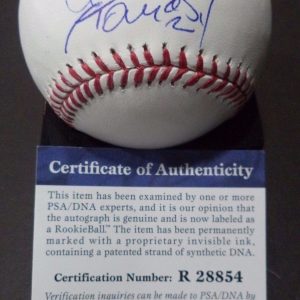 Certificate of Authenticity
This item has been examined by one or more
PSA/DNA experts, and it is our opinion that
the autograph is genuine and is now labeled as
a RookieBall.™ The item has been permanently
marked with a proprietary invisible ink,
containing a patented strand of synthetic DNA.
Certification Number: R 28854
Verification inquiries can be made to PSA/DNA by